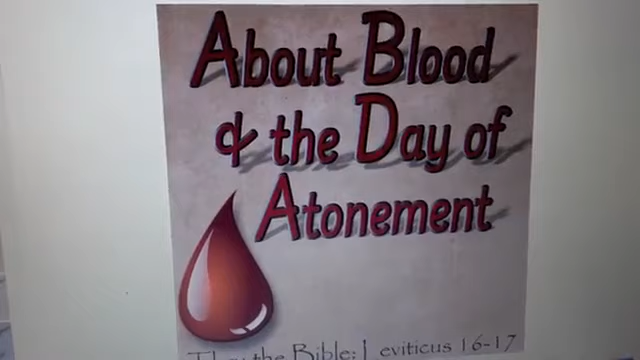 About Blood
& the Day of
Atonement
the Bible: Leviticus 16-17